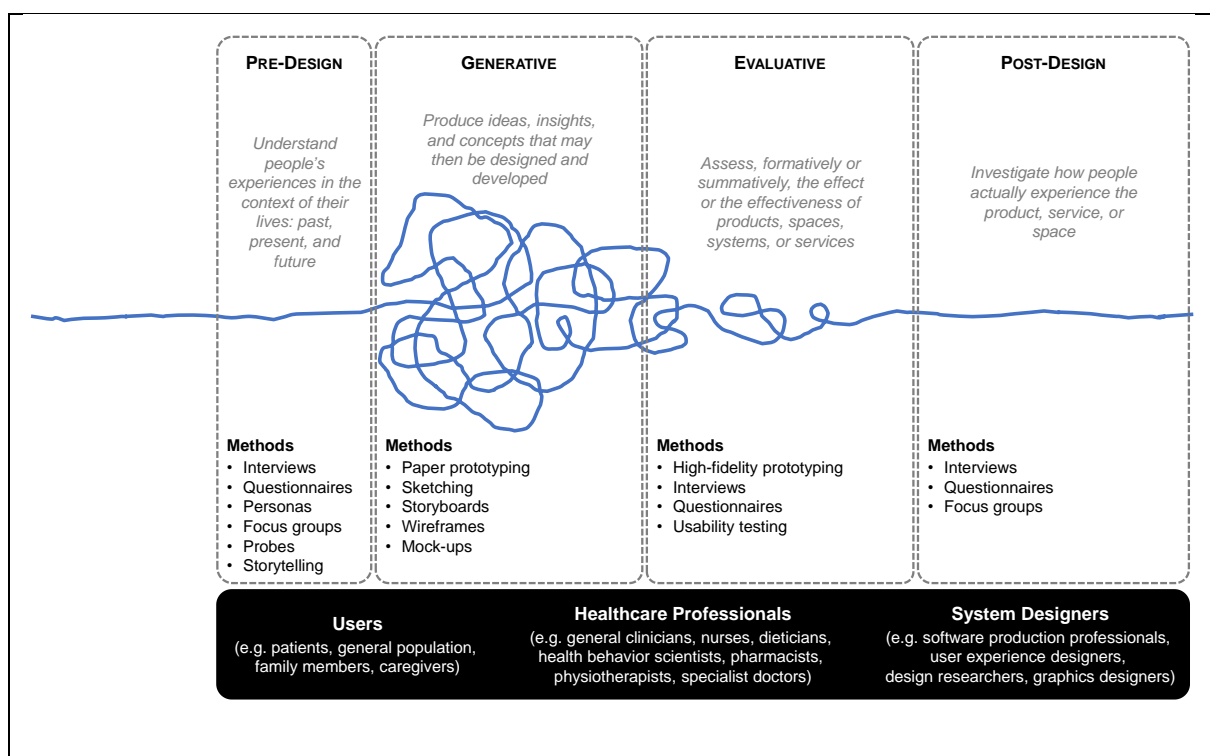 PRE-DESIGN
Understand
people's
experiences in the
context of their
lives: past,
present, and
future
Methods
• Interviews
• Questionnaires
• Personas
• Focus groups
• Probes
• Storytelling
GENERATIVE
Produce ideas, insights,
and concepts that may
then be designed and
developed
Methods
• Paper prototyping
• Sketching
• Storyboards
• Wireframes
• Mock-ups
EVALUATIVE
Assess, formatively or
summatively, the effect
or the effectiveness of
products, spaces,
systems, or services
Methods
• High-fidelity prototyping
• Interviews
• Questionnaires
• Usability testing
POST-DESIGN
Investigate how people
actually experience the
product, service, or
space
Methods
• Interviews
• Questionnaires
• Focus groups
Users
(e.g. patients, general population,
family members, caregivers)
Healthcare Professionals
(e.g. general clinicians, nurses, dieticians,
health behavior scientists, pharmacists,
physiotherapists, specialist doctors)
System Designers
(e.g. software production professionals,
user experience designers,
design researchers, graphics designers)